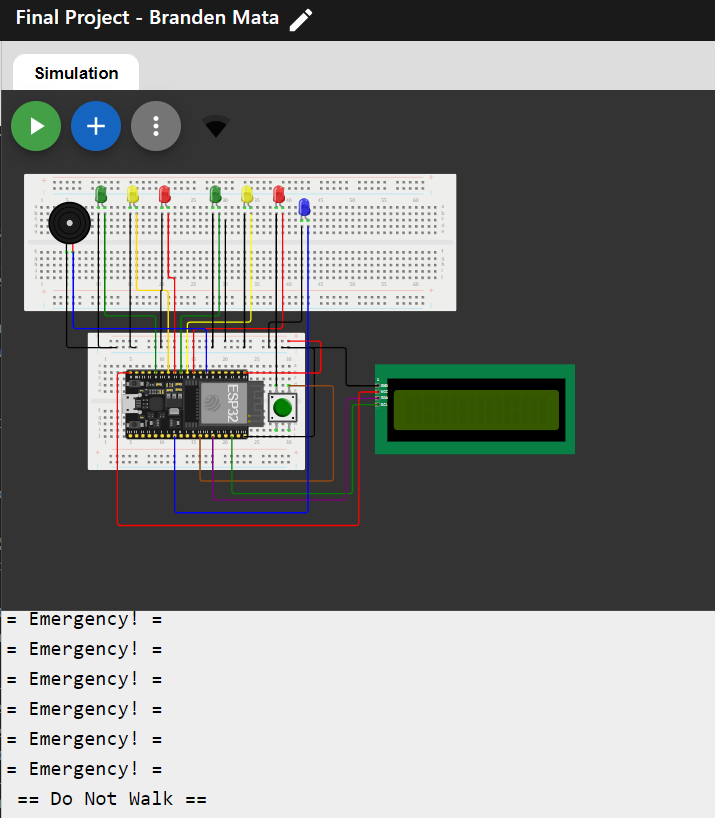 Final Project - Branden Mata
Simulation
ESP32
= Emergency! =
= Emergency! =
= Emergency! =
= Emergency! =
= Emergency! =
= Emergency! =
== Do Not Walk ==